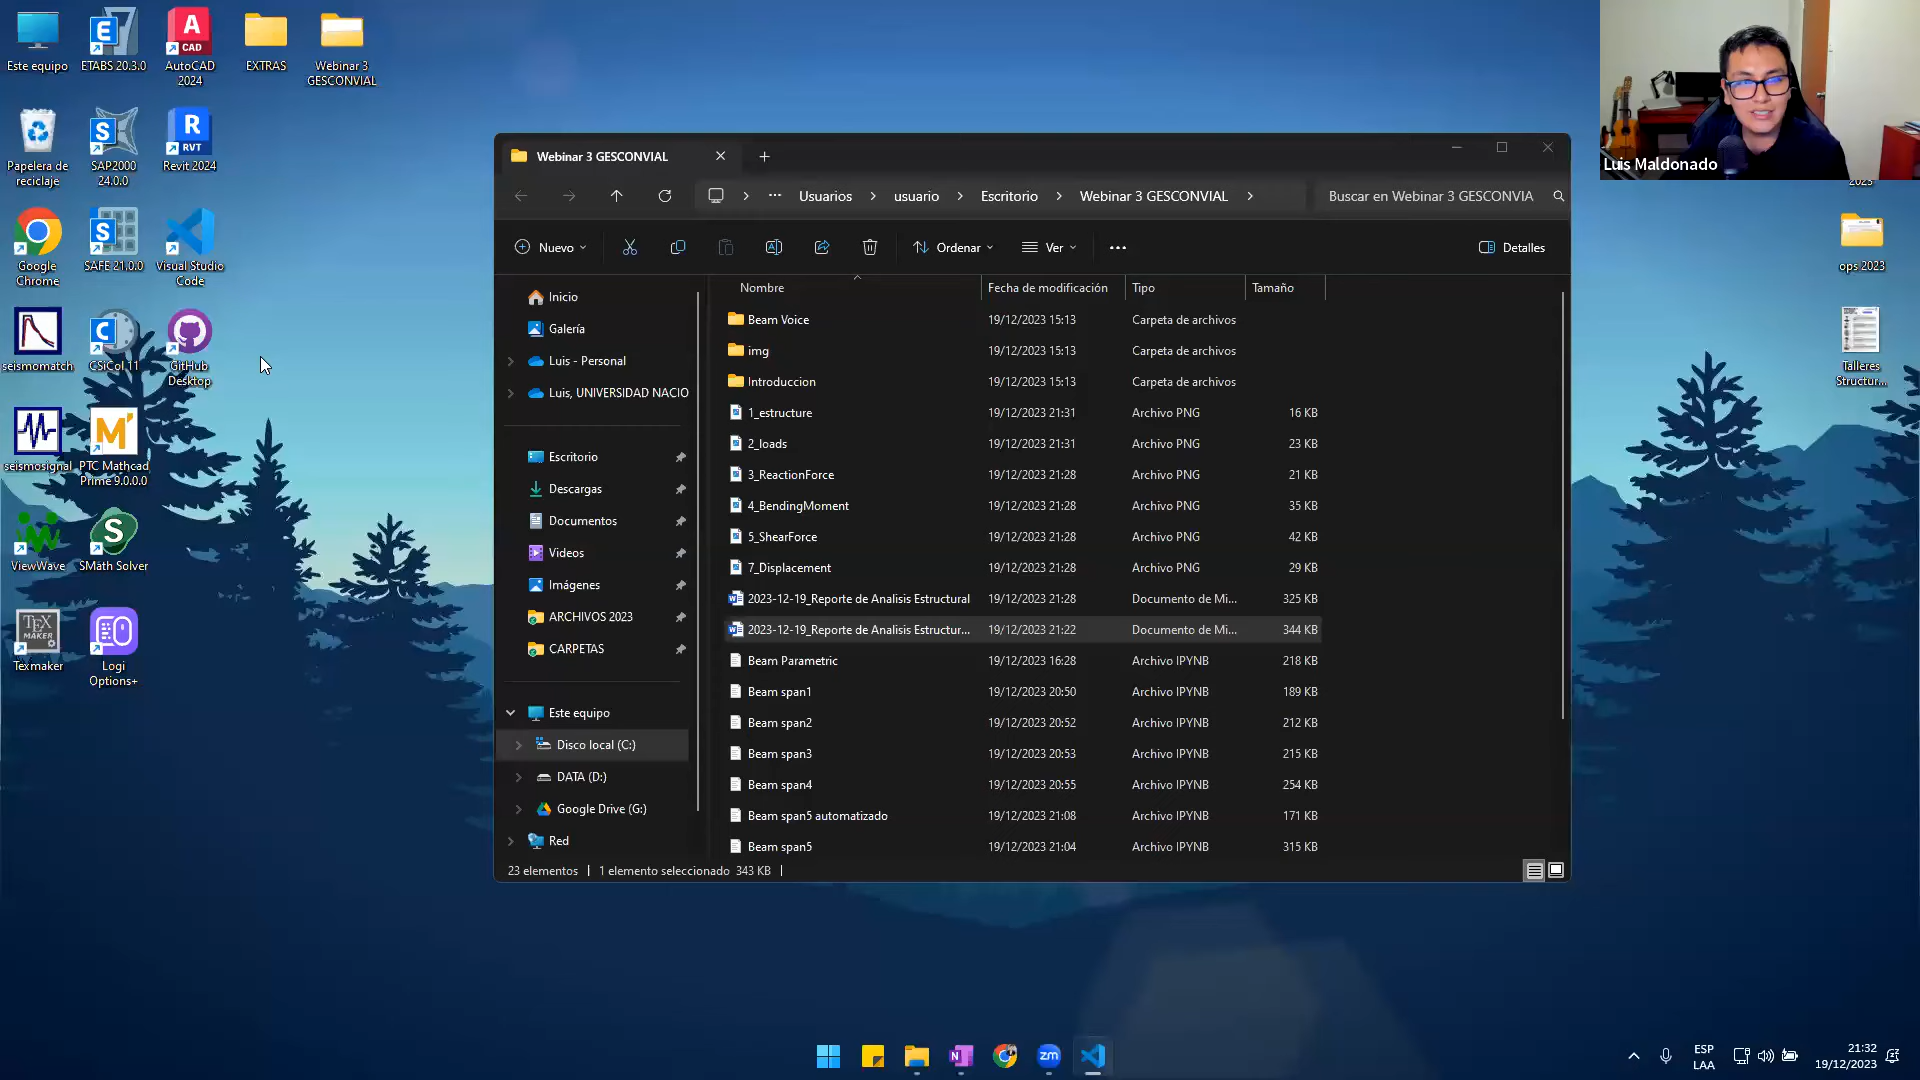 Este equipo
ETABS 20.3.0
AutoCAD
2024
EXTRAS
Webinar 3
GESCONVIAL
Papelera de
reciclaje
SAP2000
24.0.0
Revit 2024
Google
Chrome
SAFE 21.0.0
Visual Studio
Code
seismomatch
CSiCol 11
GitHub
Desktop
seismosignal
PTC Mathcad
Prime 9.0.0.0
ViewWave
SMath Solver
Texmaker
Logi
Options+
Webinar 3 GESCONVIAL
Usuarios
usuario
Escritorio
Webinar 3 GESCONVIAL
Buscar en Webinar 3 GESCONVIA
Nuevo
Ordenar
Ver
Detalles
Inicio
Galería
Luis - Personal
Luis, UNIVERSIDAD NACIO
Escritorio
Descargas
Documentos
Videos
Imágenes
ARCHIVOS 2023
CARPETAS
Este equipo
Disco local (C:)
DATA (D:)
Google Drive (G:)
Red
Nombre Fecha de modificación Tipo Tamaño
Beam Voice 19/12/2023 15:13 Carpeta de archivos
img 19/12/2023 15:13 Carpeta de archivos
Introduccion 19/12/2023 15:13 Carpeta de archivos
1_estructure 19/12/2023 21:31 Archivo PNG 16 KB
2_loads 19/12/2023 21:31 Archivo PNG 23 KB
3_ReactionForce 19/12/2023 21:28 Archivo PNG 21 KB
4_BendingMoment 19/12/2023 21:28 Archivo PNG 35 KB
5_ShearForce 19/12/2023 21:28 Archivo PNG 42 KB
7_Displacement 19/12/2023 21:28 Archivo PNG 29 KB
2023-12-19_Reporte de Analisis Estructural 19/12/2023 21:28 Documento de Mi... 325 KB
2023-12-19_Reporte de Analisis Estructur... 19/12/2023 21:22 Documento de Mi... 344 KB
Beam Parametric 19/12/2023 16:28 Archivo IPYNB 218 KB
Beam span1 19/12/2023 20:50 Archivo IPYNB 189 KB
Beam span2 19/12/2023 20:52 Archivo IPYNB 212 KB
Beam span3 19/12/2023 20:53 Archivo IPYNB 215 KB
Beam span4 19/12/2023 20:55 Archivo IPYNB 254 KB
Beam span5 automatizado 19/12/2023 21:08 Archivo IPYNB 171 KB
Beam span5 19/12/2023 21:04 Archivo IPYNB 315 KB
23 elementos | 1 elemento seleccionado 343 KB |
Luis Maldonado
2023
ops 2023
Talleres
Structur...
ESP
LAA
21:32
19/12/2023